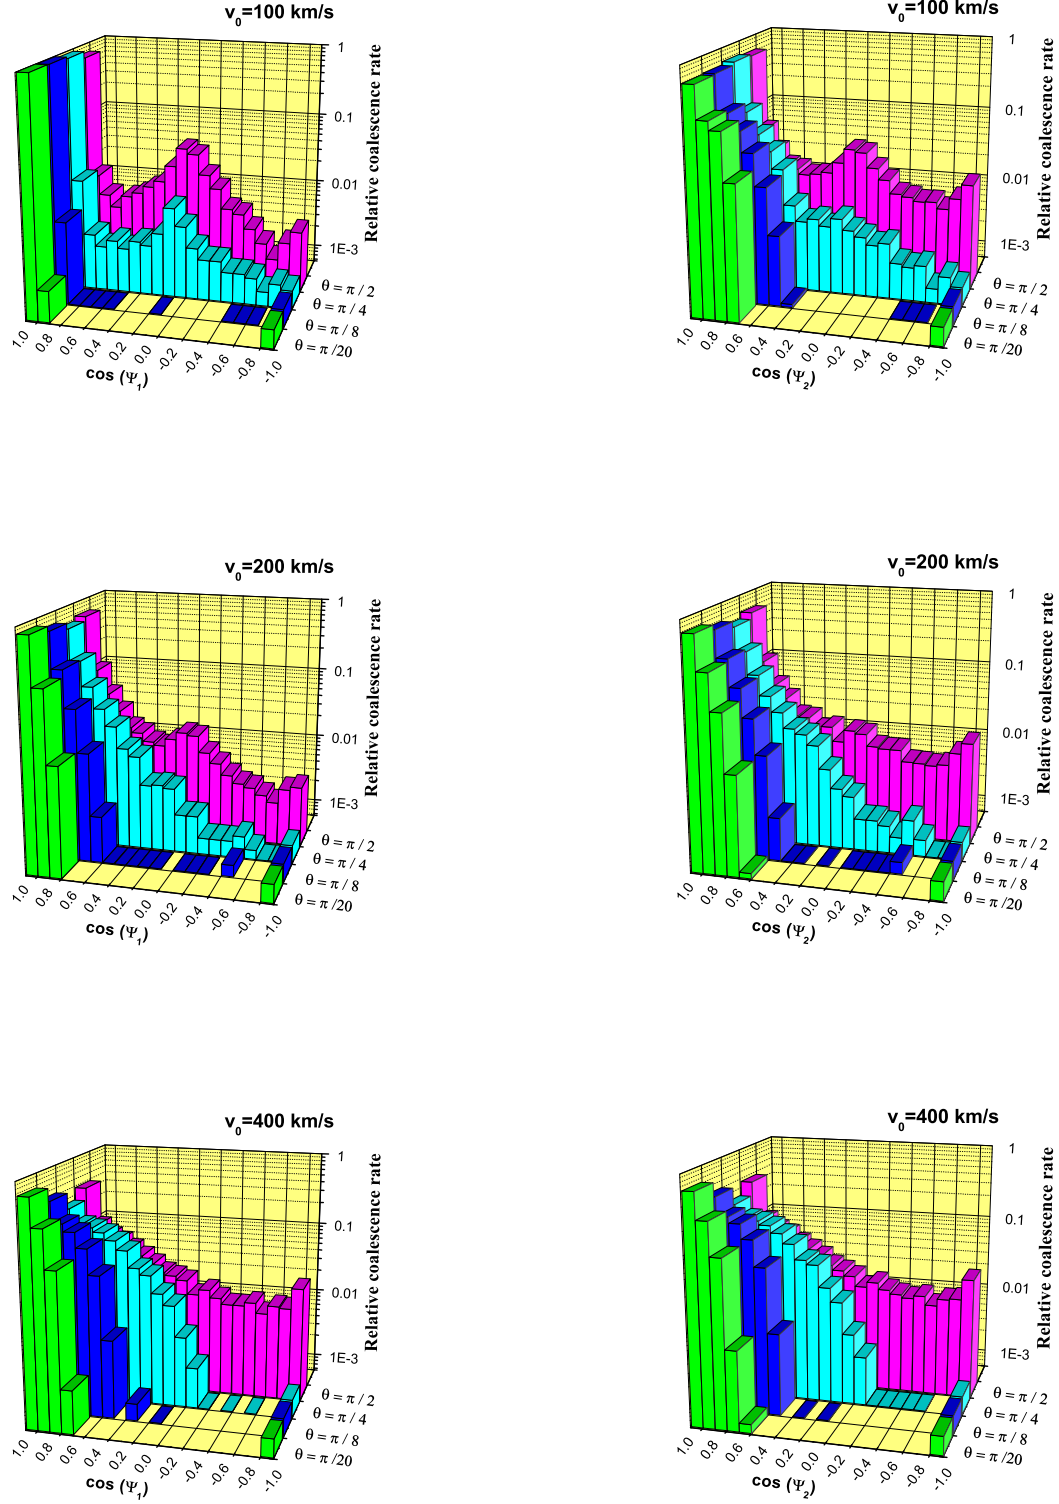 v0=100 km/s
1
0.1
0.01
1E-3
Relative coalescence rate
θ = π / 2
θ = π / 4
θ = π / 8
θ = π /20
1.0 0.8 0.6 0.4 0.2 0.0 -0.2 -0.4 -0.6 -0.8 -1.0
cos (Ψ1)
v0=100 km/s
1
0.1
0.01
1E-3
Relative coalescence rate
θ = π / 2
θ = π / 4
θ = π / 8
θ = π /20
1.0 0.8 0.6 0.4 0.2 0.0 -0.2 -0.4 -0.6 -0.8 -1.0
cos (Ψ2)
v0=200 km/s
1
0.1
0.01
1E-3
Relative coalescence rate
θ = π / 2
θ = π / 4
θ = π / 8
θ = π /20
1.0 0.8 0.6 0.4 0.2 0.0 -0.2 -0.4 -0.6 -0.8 -1.0
cos (Ψ1)
v0=200 km/s
1
0.1
0.01
1E-3
Relative coalescence rate
θ = π / 2
θ = π / 4
θ = π / 8
θ = π /20
1.0 0.8 0.6 0.4 0.2 0.0 -0.2 -0.4 -0.6 -0.8 -1.0
cos (Ψ2)
v0=400 km/s
1
0.1
0.01
1E-3
Relative coalescence rate
θ = π / 2
θ = π / 4
θ = π / 8
θ = π /20
1.0 0.8 0.6 0.4 0.2 0.0 -0.2 -0.4 -0.6 -0.8 -1.0
cos (Ψ1)
v0=400 km/s
1
0.1
0.01
1E-3
Relative coalescence rate
θ = π / 2
θ = π / 4
θ = π / 8
θ = π /20
1.0 0.8 0.6 0.4 0.2 0.0 -0.2 -0.4 -0.6 -0.8 -1.0
cos (Ψ2)